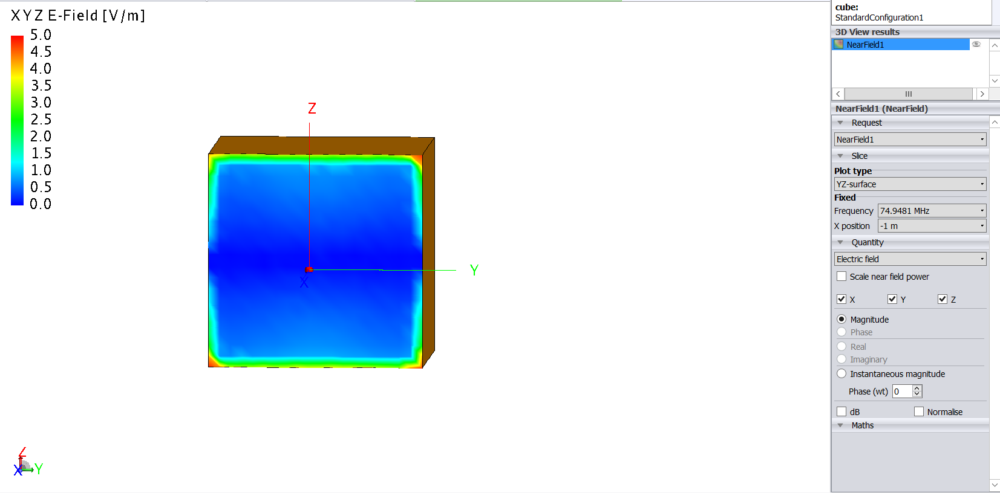 XYZ E-Field [V/m]
5.0
4.5
4.0
3.5
3.0
2.5
2.0
1.5
1.0
0.5
0.0
Z
Y
X
Z
X
Y
cube:
StandardConfiguration1
3D View results
NearField1
NearField1 (NearField)
Request
NearField1
Slice
Plot type
YZ-surface
Fixed
Frequency 74.9481 MHz
X position -1 m
Quantity
Electric field
Scale near field power
X Y Z
Magnitude
Phase
Real
Imaginary
Instantaneous magnitude
Phase (wt) 0
dB Normalise
Maths